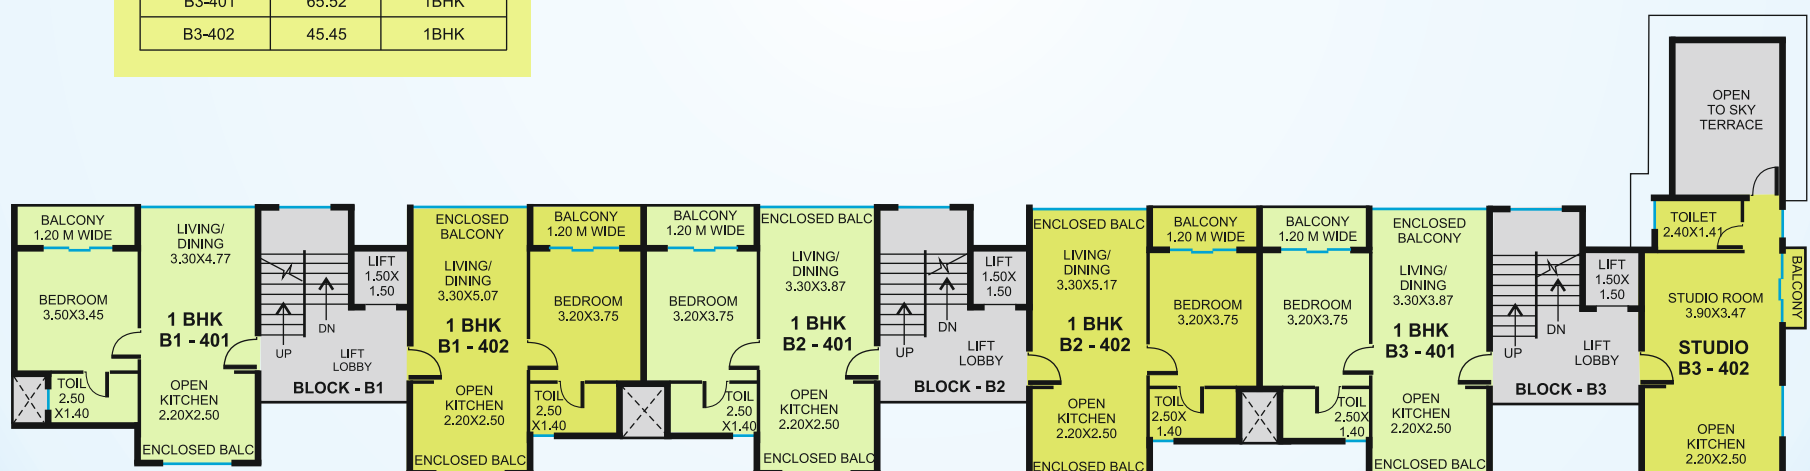 B3-401 65.52 1BHK
B3-402 45.45 1BHK
OPEN
TO SKY
TERRACE
BALCONY
1.20 M WIDE
LIVING/
DINING
3.30X4.77
BEDROOM
3.50X3.45
1 BHK
B1 - 401
TOIL
2.50
X1.40
OPEN
KITCHEN
2.20X2.50
ENCLOSED BALC
LIFT
1.50X
1.50
DN
UP
LIFT
LOBBY
BLOCK - B1
ENCLOSED
BALCONY
LIVING/
DINING
3.30X5.07
1 BHK
B1 - 402
OPEN
KITCHEN
2.20X2.50
ENCLOSED BALC
BALCONY
1.20 M WIDE
BEDROOM
3.20X3.75
TOIL
2.50
X1.40
BALCONY
1.20 M WIDE
BEDROOM
3.20X3.75
TOIL
2.50
X1.40
ENCLOSED BALC
LIVING/
DINING
3.30X3.87
1 BHK
B2 - 401
OPEN
KITCHEN
2.20X2.50
ENCLOSED BALC
LIFT
1.50X
1.50
DN
UP
LIFT
LOBBY
BLOCK - B2
ENCLOSED BALC
LIVING/
DINING
3.30X5.17
1 BHK
B2 - 402
OPEN
KITCHEN
2.20X2.50
ENCLOSED BALC
BALCONY
1.20 M WIDE
BEDROOM
3.20X3.75
TOIL
2.50X
1.40
BALCONY
1.20 M WIDE
BEDROOM
3.20X3.75
TOIL
2.50X
1.40
ENCLOSED
BALCONY
LIVING/
DINING
3.30X3.87
1 BHK
B3 - 401
OPEN
KITCHEN
2.20X2.50
ENCLOSED BALC
LIFT
1.50X
1.50
DN
UP
LIFT
LOBBY
BLOCK - B3
TOILET
2.40X1.41
BALCONY
STUDIO ROOM
3.90X3.47
STUDIO
B3 - 402
OPEN
KITCHEN
2.20X2.50